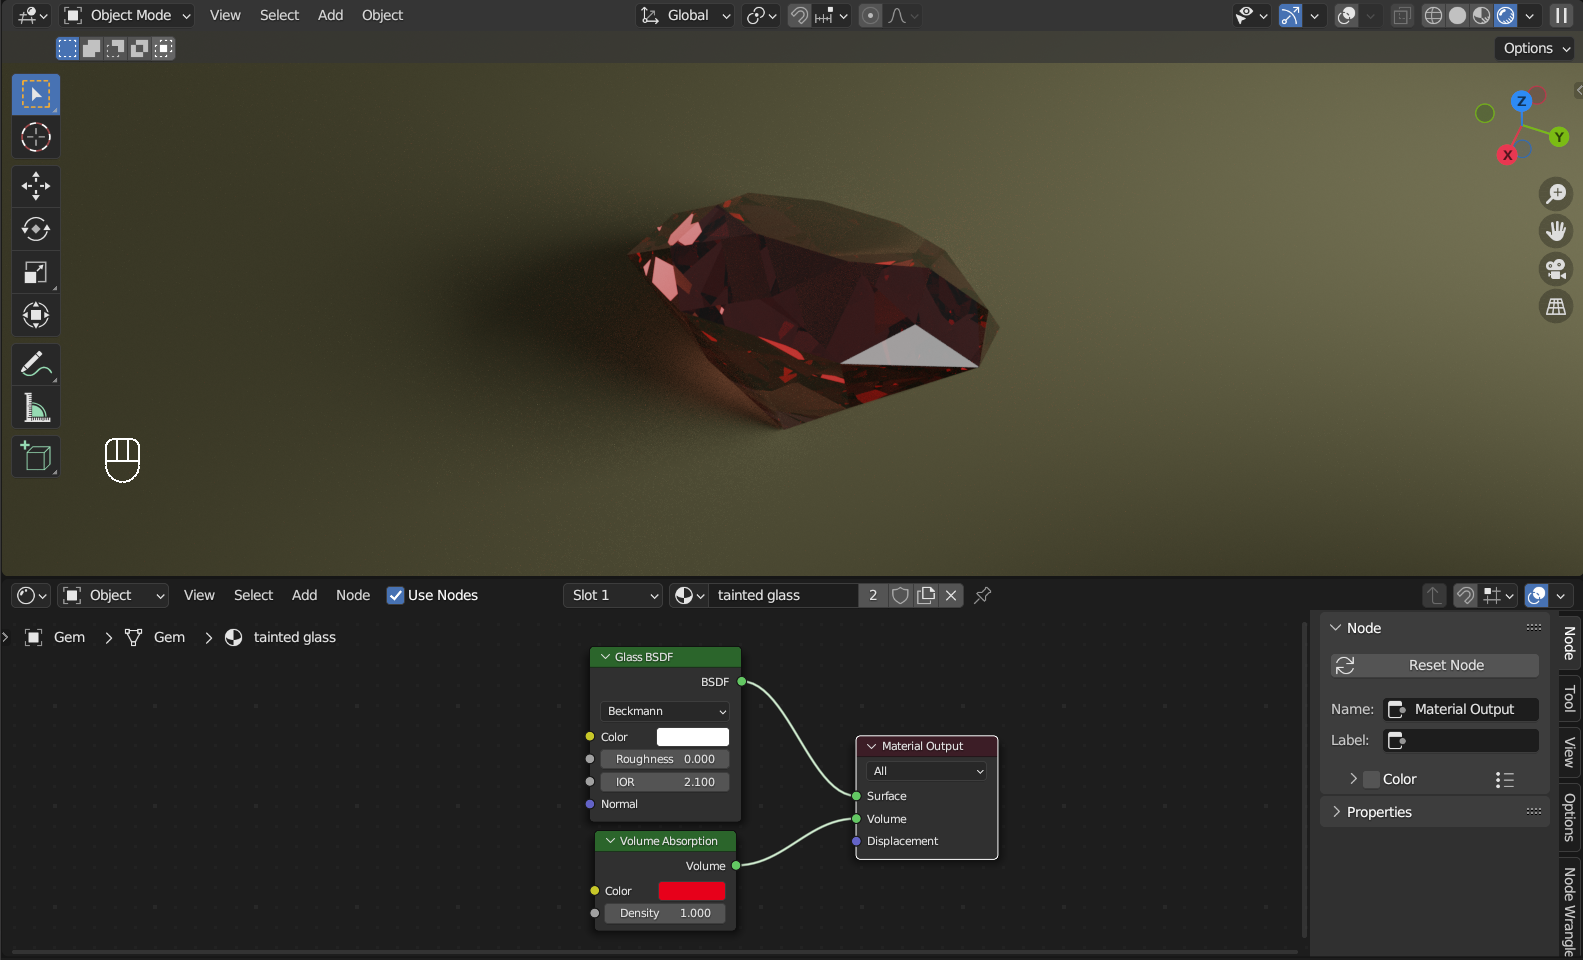 Object Mode View Select Add Object Global
Options
Z
Y
X
Object View Select Add Node Use Nodes Slot 1 tainted glass 2
Gem Gem tainted glass
Glass BSDF
BSDF
Beckmann
Color
Roughness 0.000
IOR 2.100
Normal
Volume Absorption
Volume
Color
Density 1.000
Material Output
All
Surface
Volume
Displacement
Node
Reset Node
Name: Material Output
Label:
Color
Properties
Node
Tool
View
Options
Node Wrangle